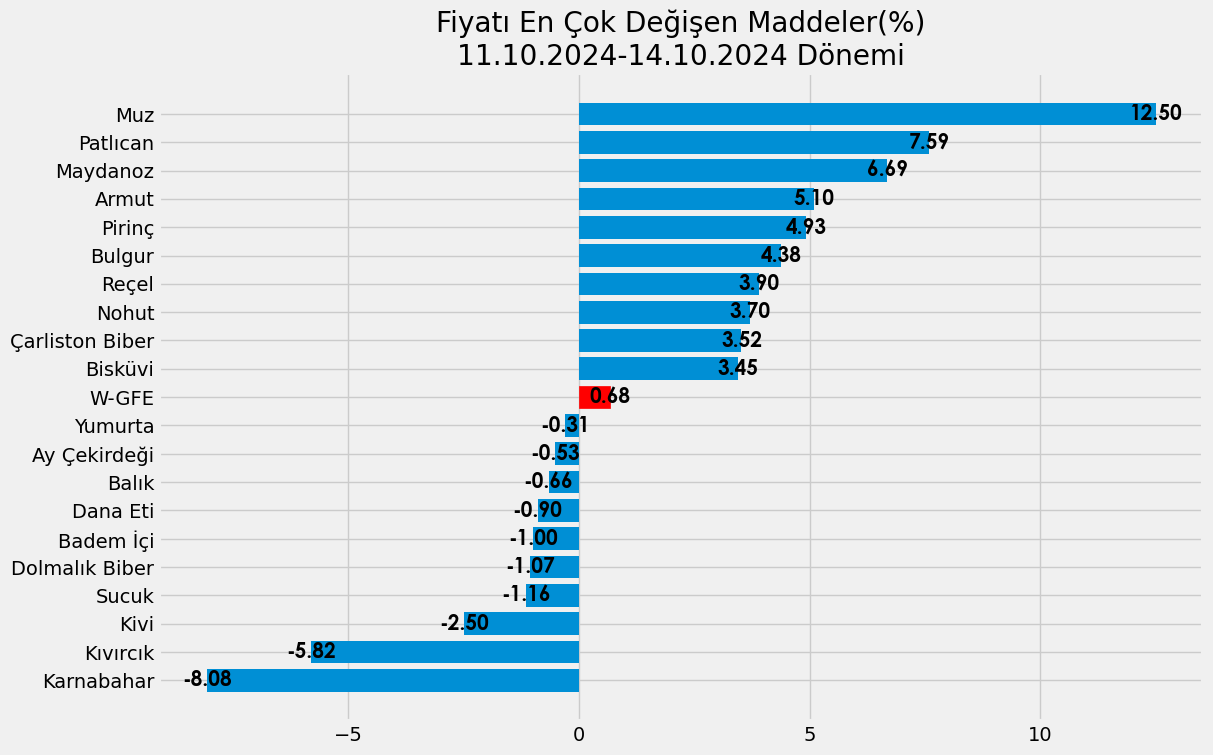 Fiyatı En Çok Değişen Maddeler(%)
11.10.2024-14.10.2024 Dönemi
Muz 12.50
Patlıcan 7.59
Maydanoz 6.69
Armut 5.10
Pirinç 4.93
Bulgur 4.38
Reçel 3.90
Nohut 3.70
Çarliston Biber 3.52
Bisküvi 3.45
W-GFE 0.68
Yumurta -0.31
Ay Çekirdeği -0.53
Balık -0.66
Dana Eti -0.90
Badem İçi -1.00
Dolmalık Biber -1.07
Sucuk -1.16
Kivi -2.50
Kıvırcık -5.82
Karnabahar -8.08
−5 0 5 10